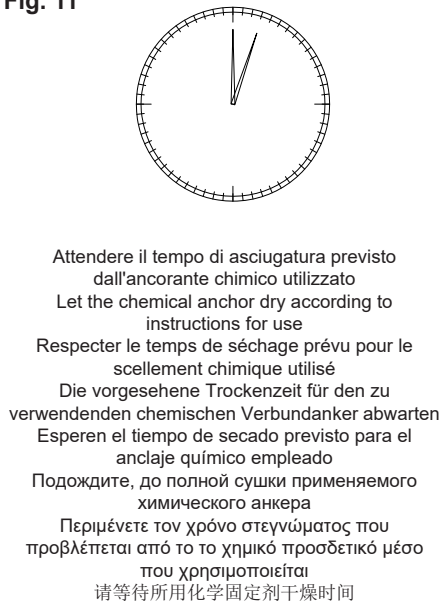 Fig. 11
Attendere il tempo di asciugatura previsto
dall'ancorante chimico utilizzato
Let the chemical anchor dry according to
instructions for use
Respecter le temps de séchage prévu pour le
scellement chimique utilisé
Die vorgesehene Trockenzeit für den zu
verwendenden chemischen Verbundanker abwarten
Esperen el tiempo de secado previsto para el
anclaje químico empleado
Подождите, до полной сушки применяемого
химического анкера
Περιμένετε τον χρόνο στεγνώματος που
προβλέπεται από το το χημικό προσδετικό μέσο
που χρησιμοποιείται
请等待所用化学固定剂干燥时间